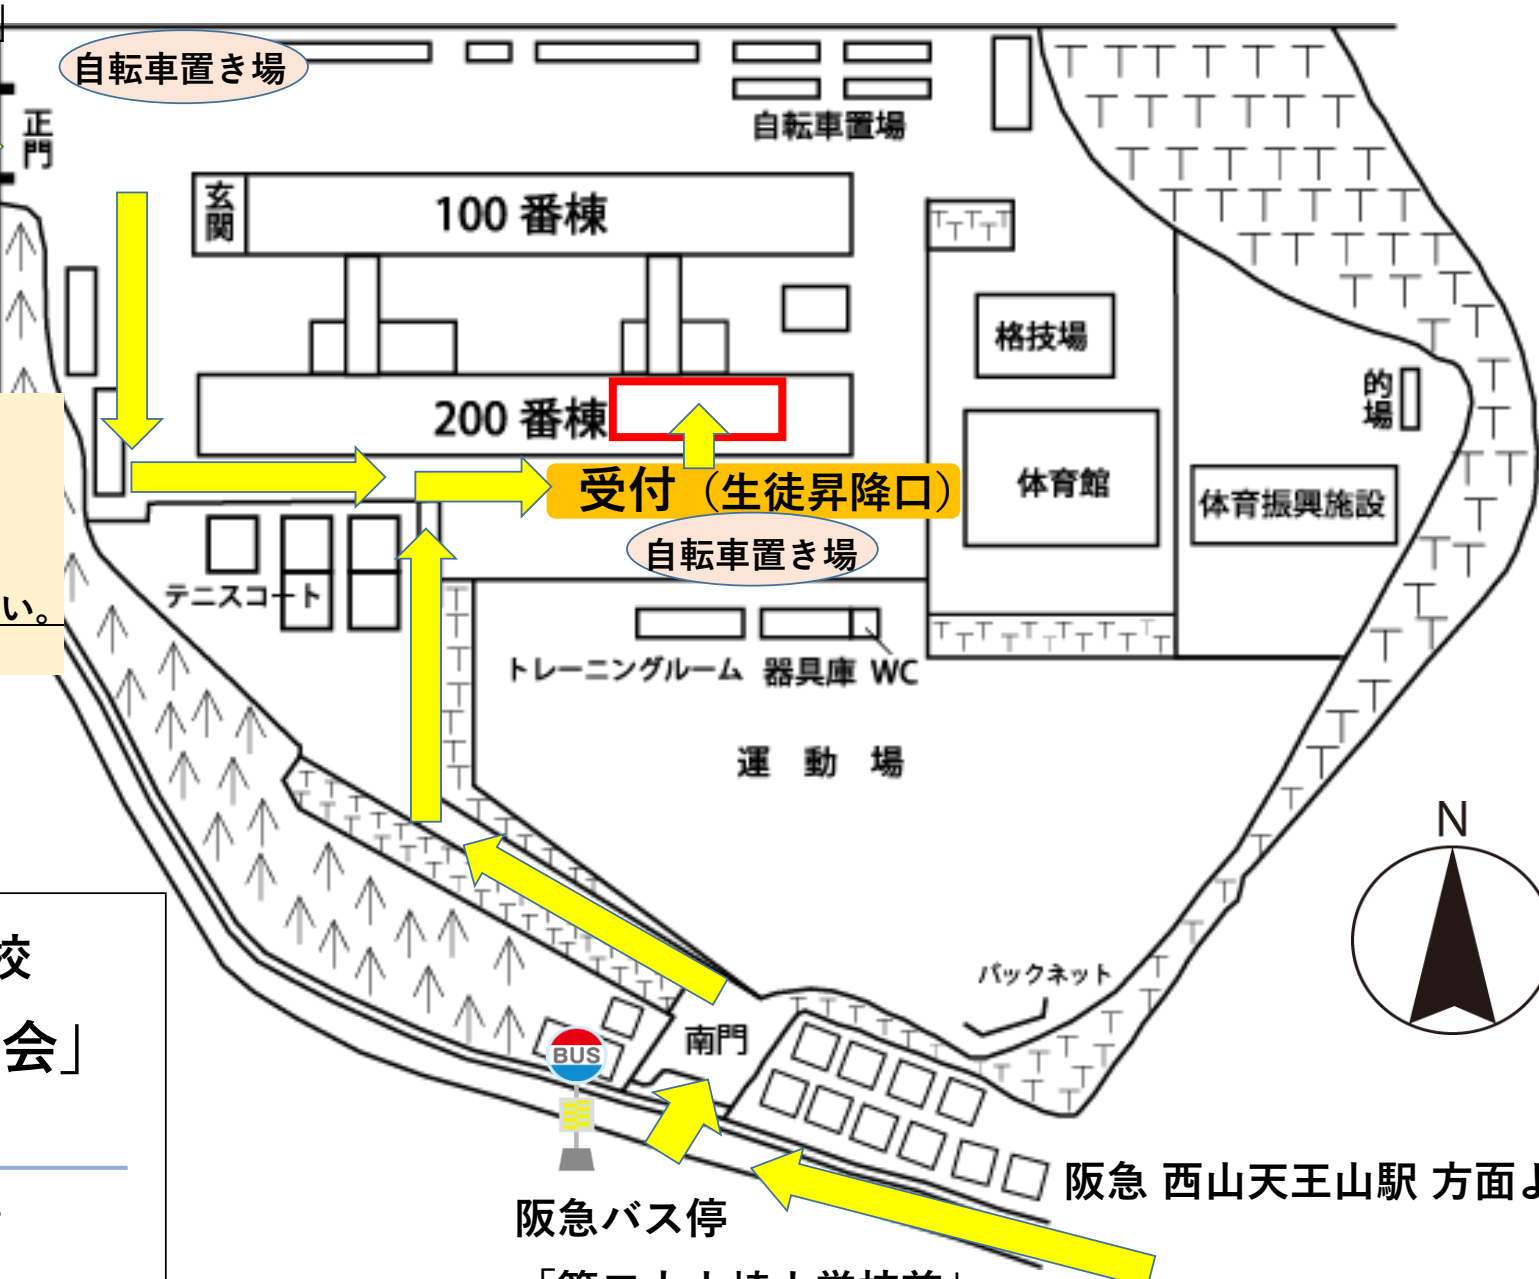 自転車置き場
正門
自転車置場
玄関
100 番棟
格技場
的場
200 番棟
体育館
受付（生徒昇降口）
体育振興施設
自転車置き場
テニスコート
い。
トレーニングルーム
器具庫 WC
運 動 場
N
校
バックネット
会」
南門
BUS
阪急 西山天王山駅 方面よ
阪急バス停